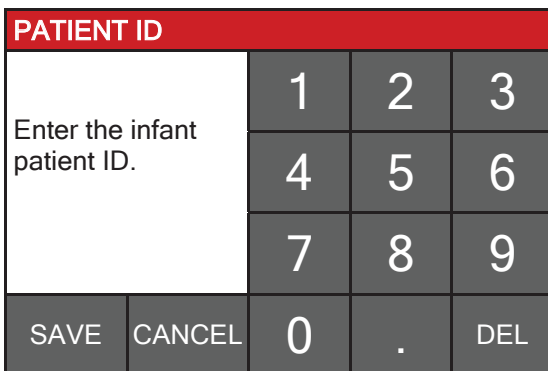 PATIENT ID
Enter the infant
patient ID.
1 2 3
4 5 6
7 8 9
SAVE CANCEL 0 . DEL